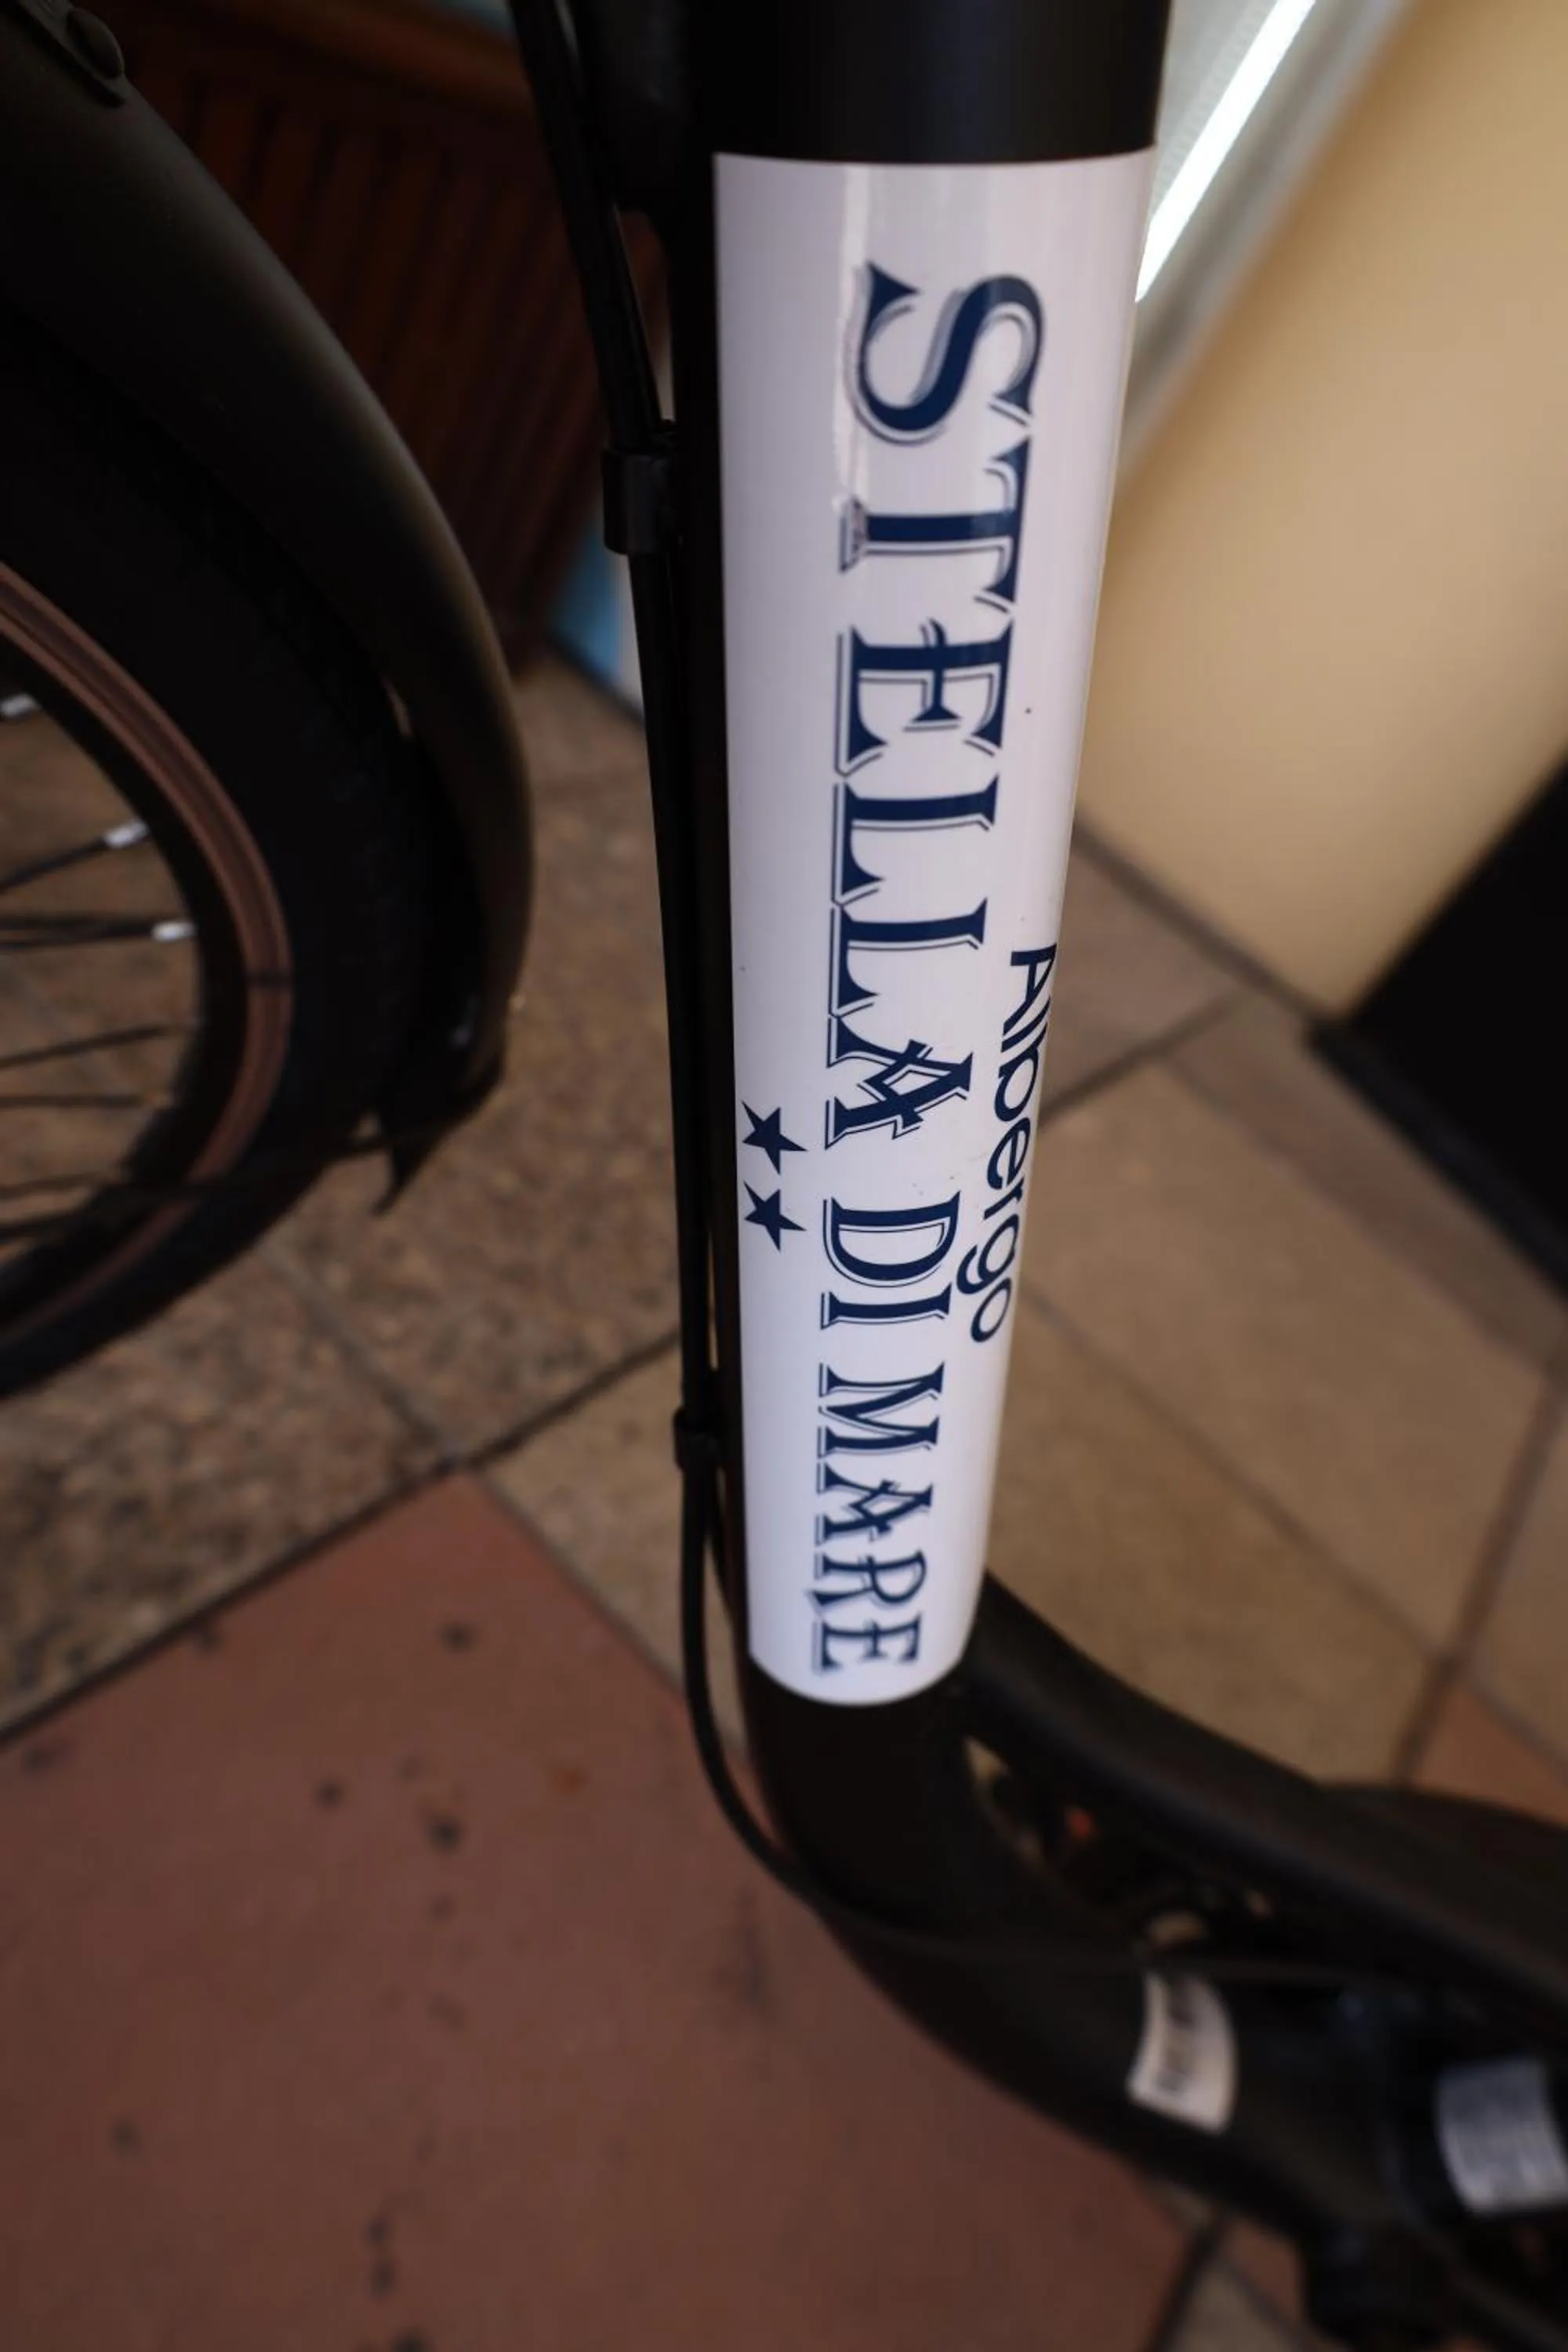 Albergo
STELLA DI MARE
★★